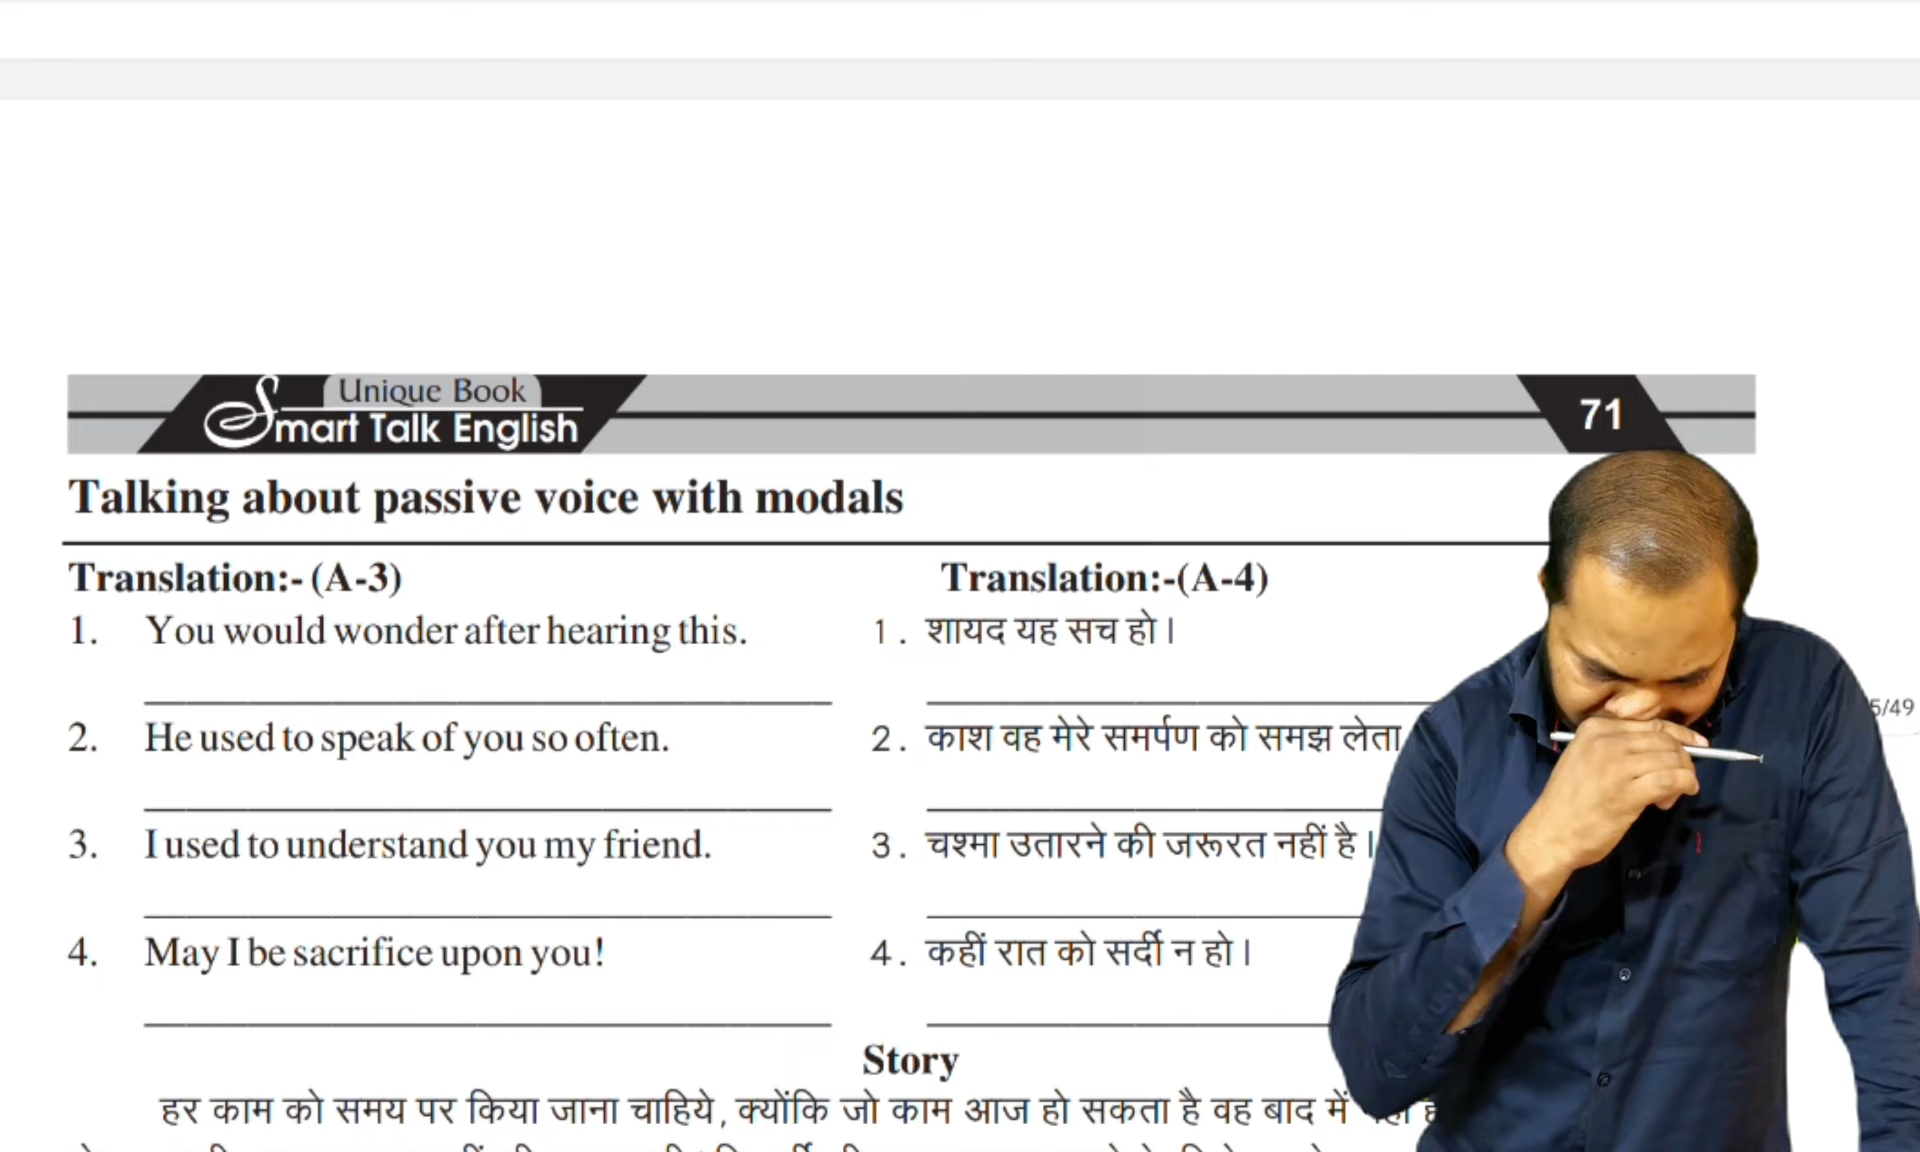 Unique Book
Smart Talk English
71
Talking about passive voice with modals
Translation:- (A-3)
1. You would wonder after hearing this.
2. He used to speak of you so often.
3. I used to understand you my friend.
4. May I be sacrifice upon you!
Translation:-(A-4)
1. शायद यह सच हो।
2. काश वह मेरे समर्पण को समझ लेता
3. चश्मा उतारने की जरूरत नहीं है।
4. कहीं रात को सर्दी न हो।
5/49
Story
हर काम को समय पर किया जाना चाहिये, क्योंकि जो काम आज हो सकता है वह बाद में